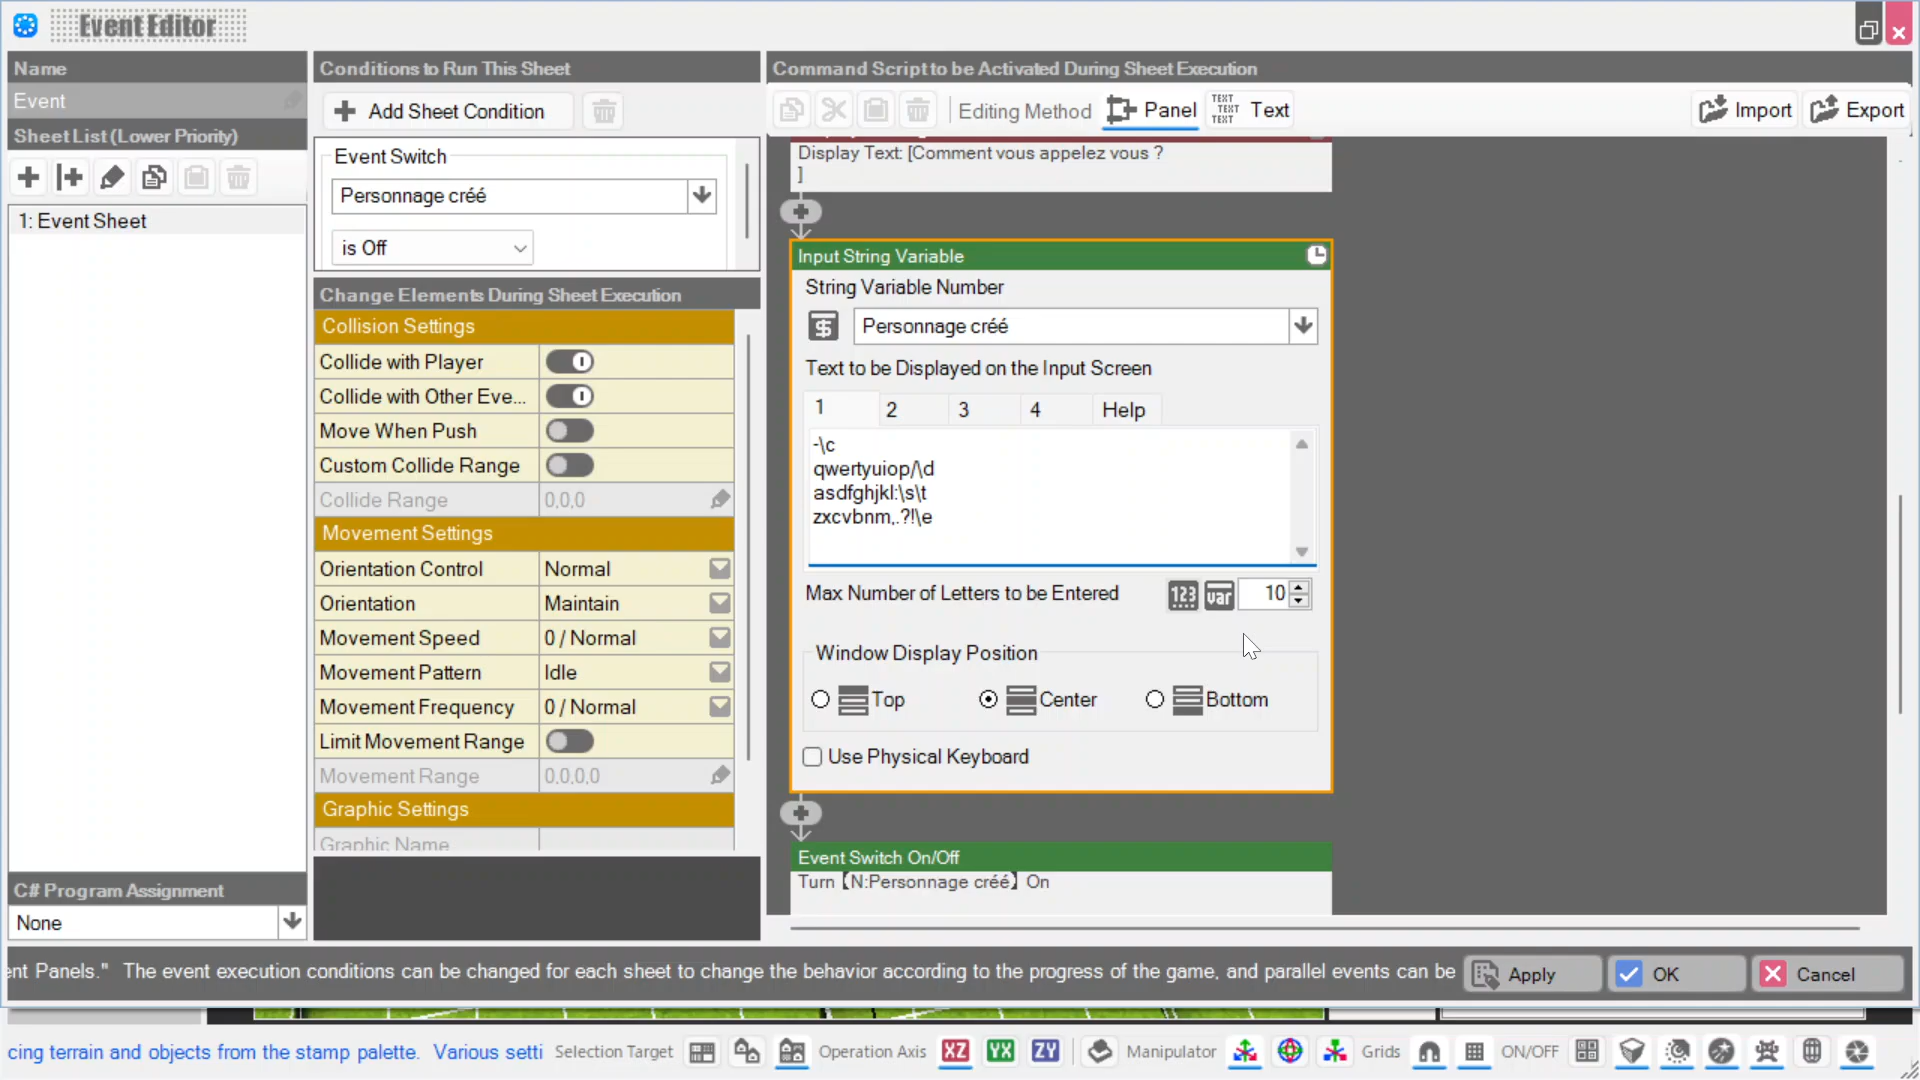 Event Editor
Name
Event
Sheet List (Lower Priority)
1: Event Sheet
C# Program Assignment
None
Conditions to Run This Sheet
Add Sheet Condition
Event Switch
Personnage créé
is Off
Change Elements During Sheet Execution
Collision Settings
Collide with Player
Collide with Other Eve...
Move When Push
Custom Collide Range
Collide Range 0,0,0
Movement Settings
Orientation Control Normal
Orientation Maintain
Movement Speed 0 / Normal
Movement Pattern Idle
Movement Frequency 0 / Normal
Limit Movement Range
Movement Range 0,0,0,0
Graphic Settings
Graphic Name
Command Script to be Activated During Sheet Execution
Editing Method Panel TEXT TEXT TEXT Text Import Export
Display Text: [Comment vous appelez vous ?
]
Input String Variable
String Variable Number
Personnage créé
Text to be Displayed on the Input Screen
1 2 3 4 Help
-\c
qwertyuiop/\d
asdfghjkl:\s\t
zxcvbnm,.?!\e
Max Number of Letters to be Entered 123 var 10
Window Display Position
Top Center Bottom
Use Physical Keyboard
Event Switch On/Off
Turn【N:Personnage créé】On
ent Panels." The event execution conditions can be changed for each sheet to change the behavior according to the progress of the game, and parallel events can be
Apply OK Cancel
cing terrain and objects from the stamp palette. Various setti Selection Target Operation Axis XZ YX ZY Manipulator Grids ON/OFF